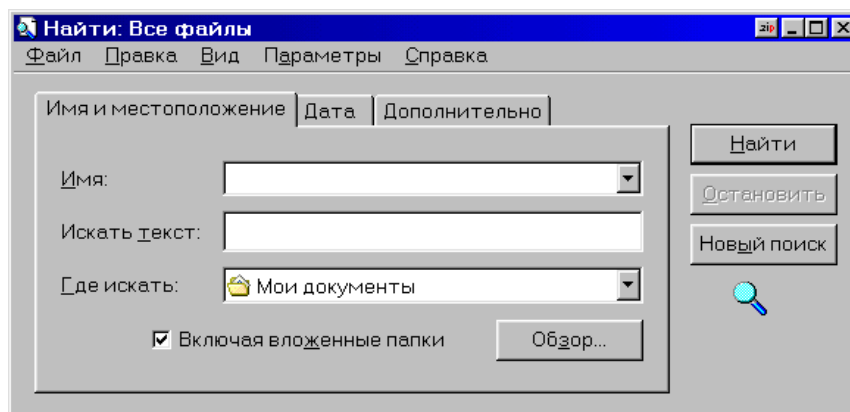 Найти: Все файлы
zip
Файл Правка Вид Параметры Справка
Имя и местоположение Дата Дополнительно
Найти
Имя:
Остановить
Искать текст:
Новый поиск
Где искать: Мои документы
Включая вложенные папки Обзор...